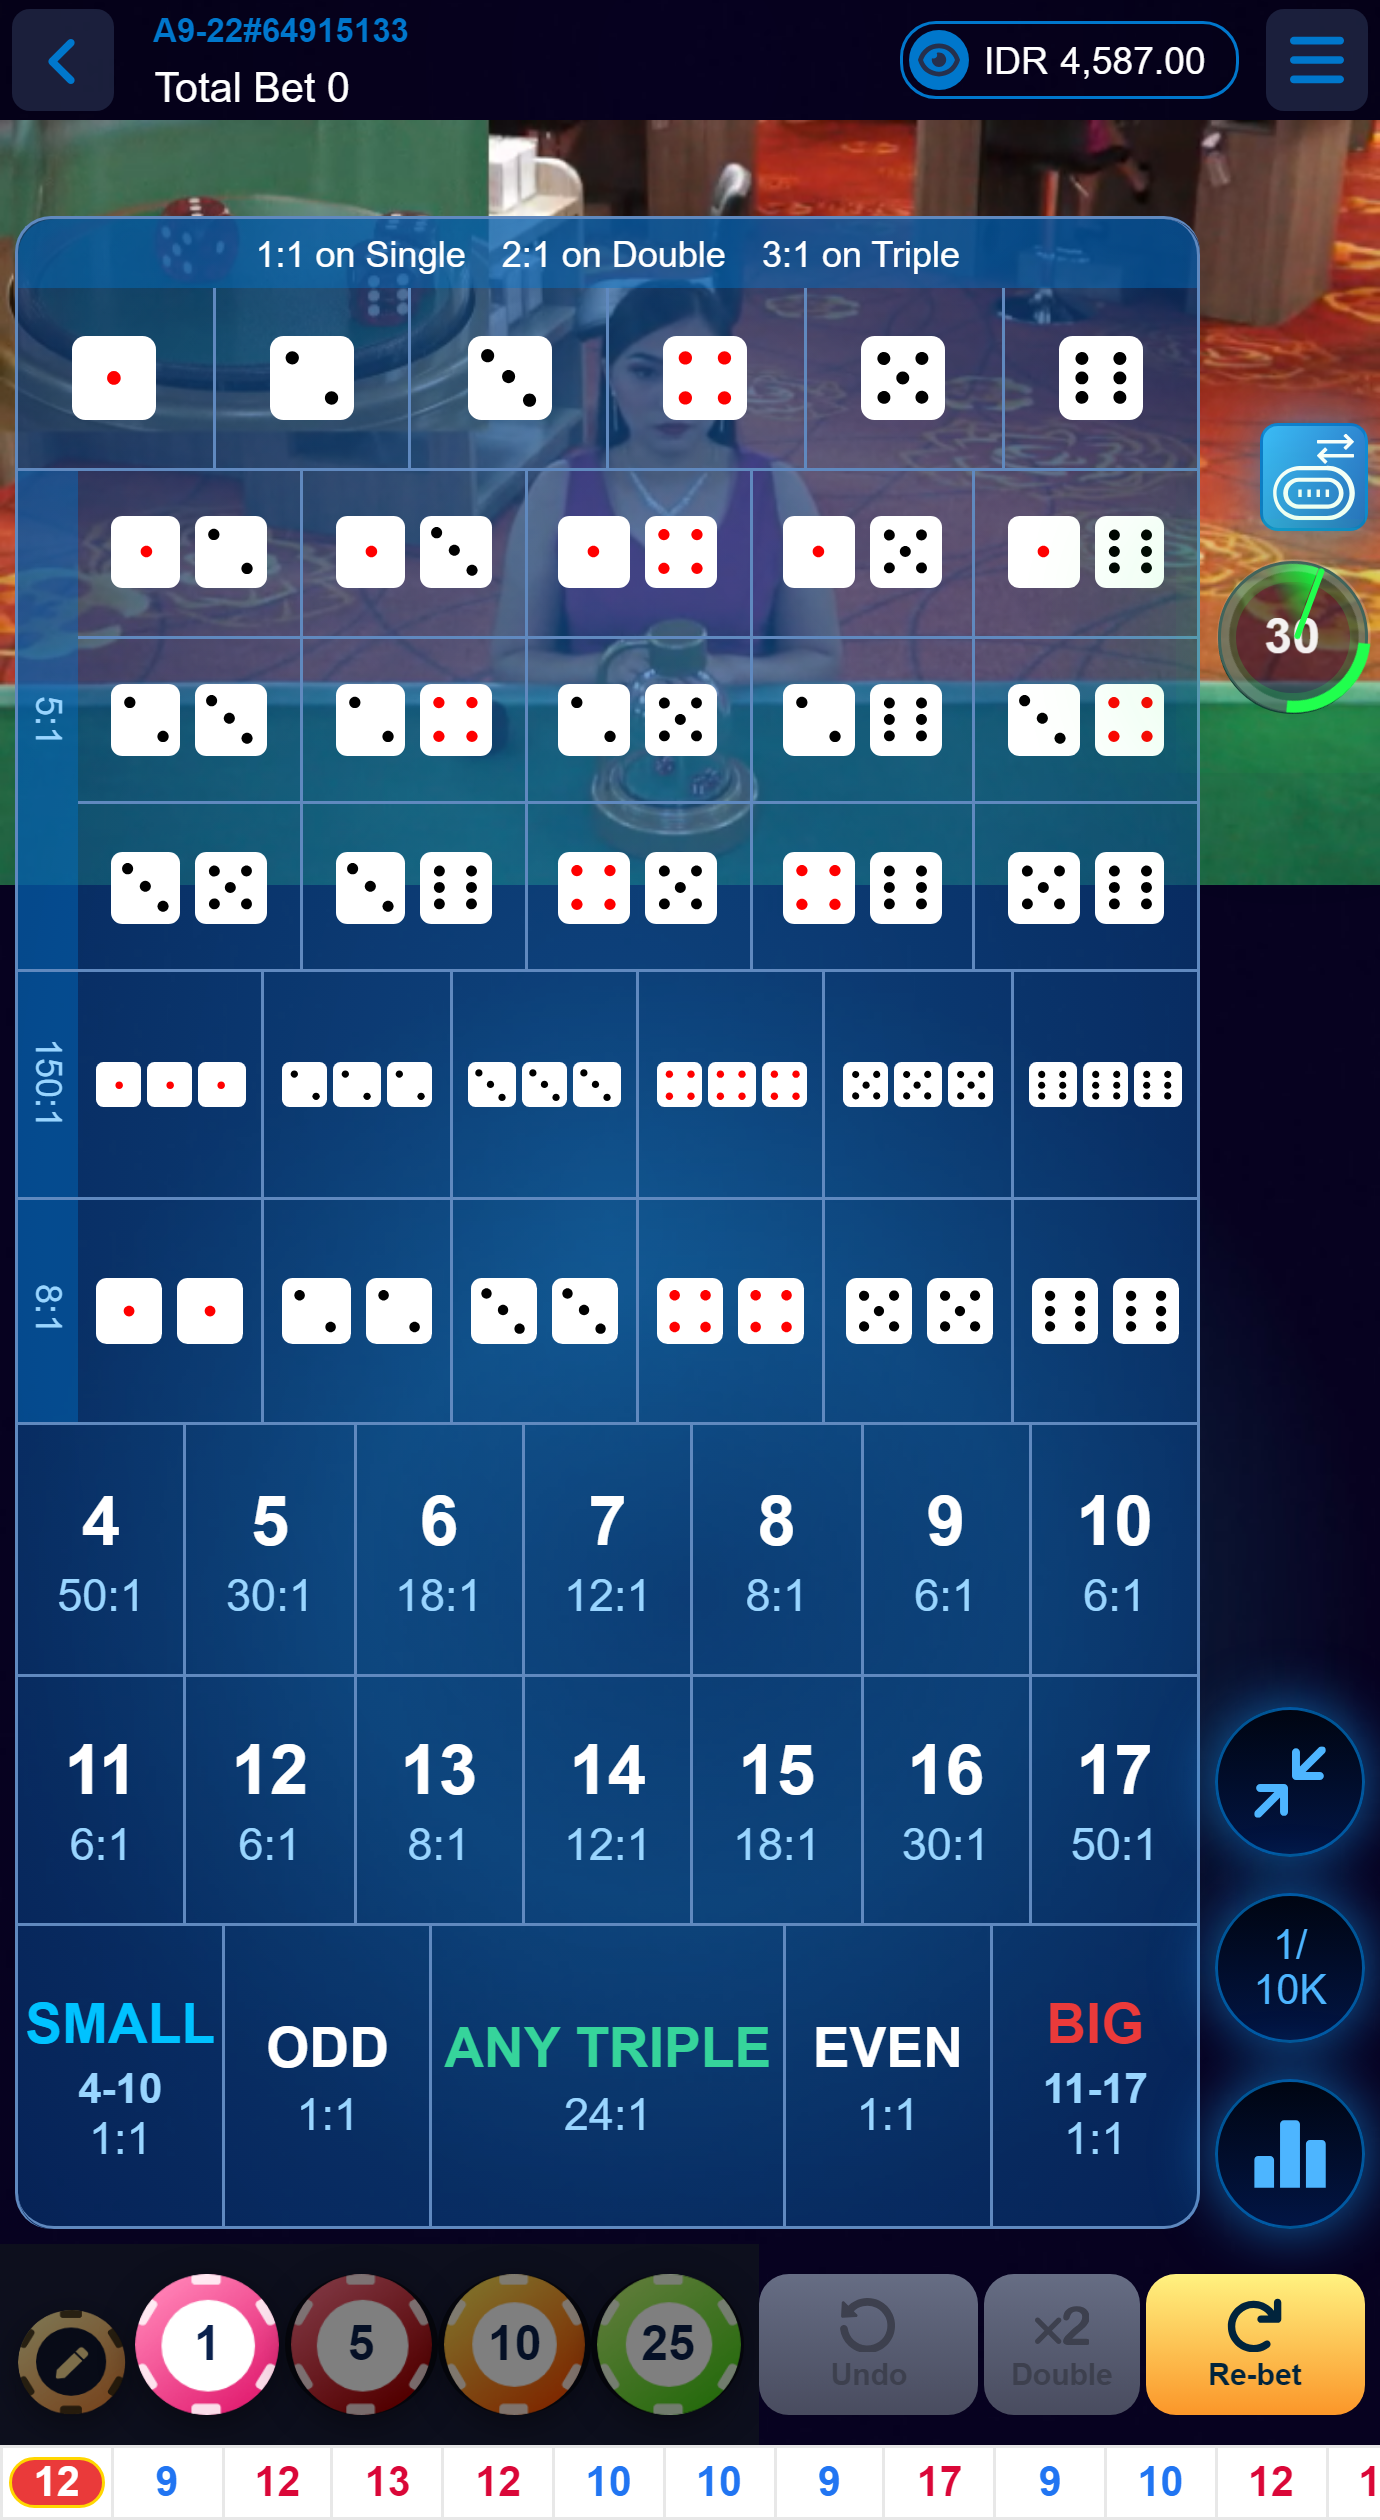 A9-22#64915133
Total Bet 0
IDR 4,587.00
1:1 on Single 2:1 on Double 3:1 on Triple
30
5:1
150:1
8:1
4 5 6 7 8 9 10
50:1 30:1 18:1 12:1 8:1 6:1 6:1
11 12 13 14 15 16 17
6:1 6:1 8:1 12:1 18:1 30:1 50:1
1/
10K
SMALL
4-10
1:1
ODD
1:1
ANY TRIPLE
24:1
EVEN
1:1
BIG
11-17
1:1
1 5 10 25
Undo
x2
Double
Re-bet
12 9 12 13 12 10 10 9 17 9 10 12 1